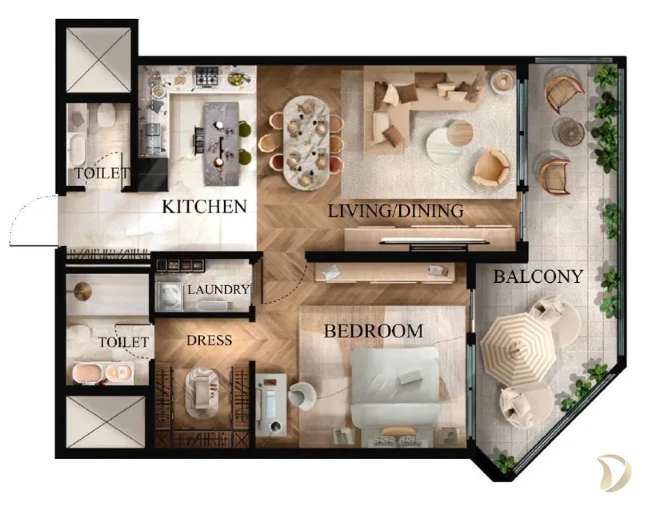 TOILET
KITCHEN
LIVING/DINING
BALCONY
LAUNDRY
BEDROOM
TOILET
DRESS